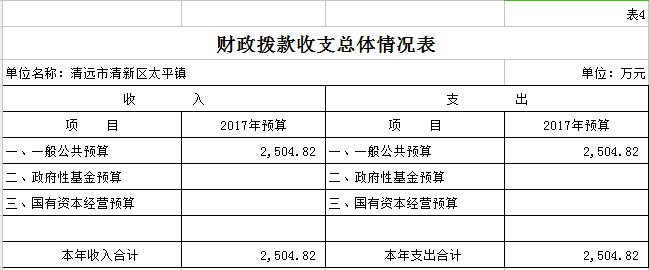 表4
财政拨款收支总体情况表
单位名称：清远市清新区太平镇 单位：万元
收 入 支 出
项 目 2017年预算 项 目 2017年预算
一、一般公共预算 2,504.82 一、一般公共预算 2,504.82
二、政府性基金预算 二、政府性基金预算
三、国有资本经营预算 三、国有资本经营预算
本年收入合计 2,504.82 本年支出合计 2,504.82